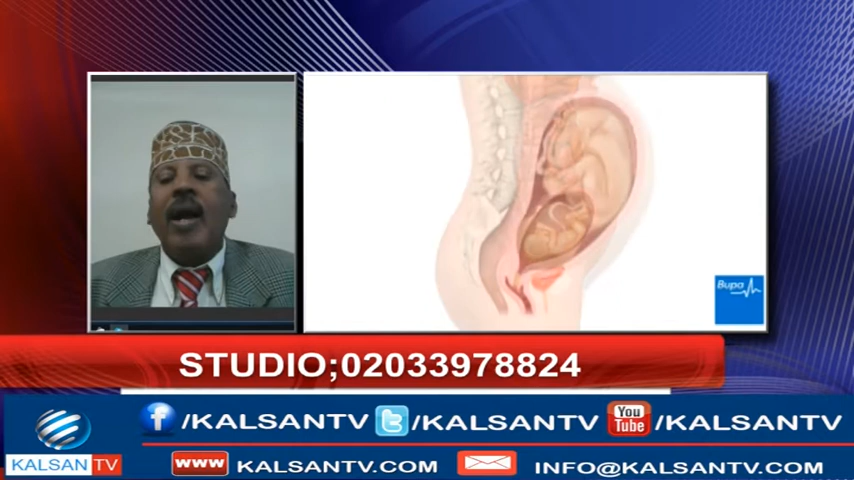 Bupa
STUDIO;02033978824
/KALSANTV /KALSANTV You Tube /KALSANTV
KALSAN TV
www KALSANTV.COM INFO@KALSANTV.COM